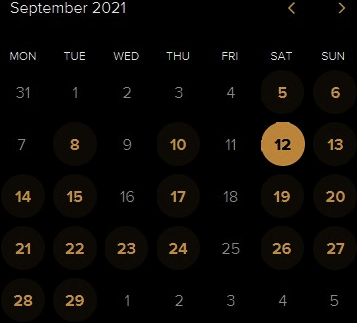 September 2021
MON TUE WED THU FRI SAT SUN
31 1 2 3 4 5 6
7 8 9 10 11 12 13
14 15 16 17 18 19 20
21 22 23 24 25 26 27
28 29 1 2 3 4 5